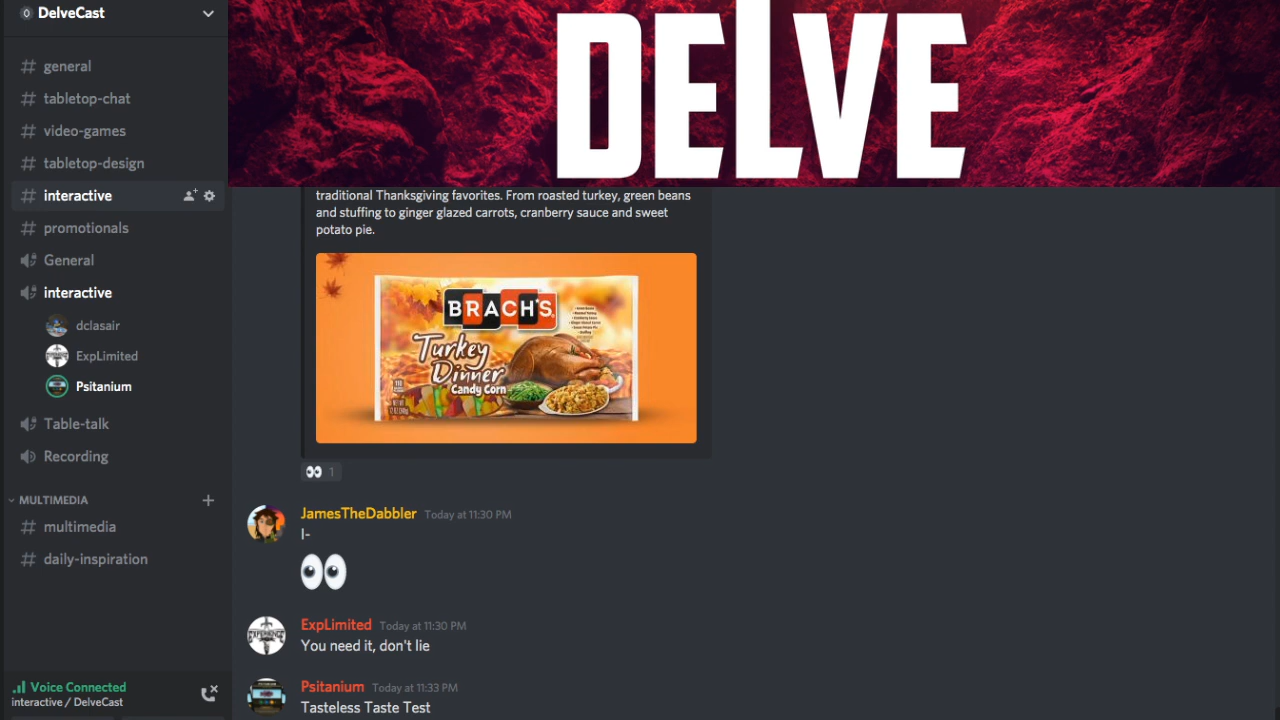 DelveCast
DELVE
# general
# tabletop-chat
# video-games
# tabletop-design
# interactive
# promotionals
General
interactive
dclasair
ExpLimited
Psitanium
Table-talk
Recording
MULTIMEDIA
# multimedia
# daily-inspiration
Voice Connected
interactive / DelveCast
traditional Thanksgiving favorites. From roasted turkey, green beans
and stuffing to ginger glazed carrots, cranberry sauce and sweet
potato pie.
BRACH'S
Turkey
Dinner
Candy Corn
1
JamesTheDabbler Today at 11:30 PM
I-
ExpLimited Today at 11:30 PM
You need it, don't lie
Psitanium Today at 11:33 PM
Tasteless Taste Test